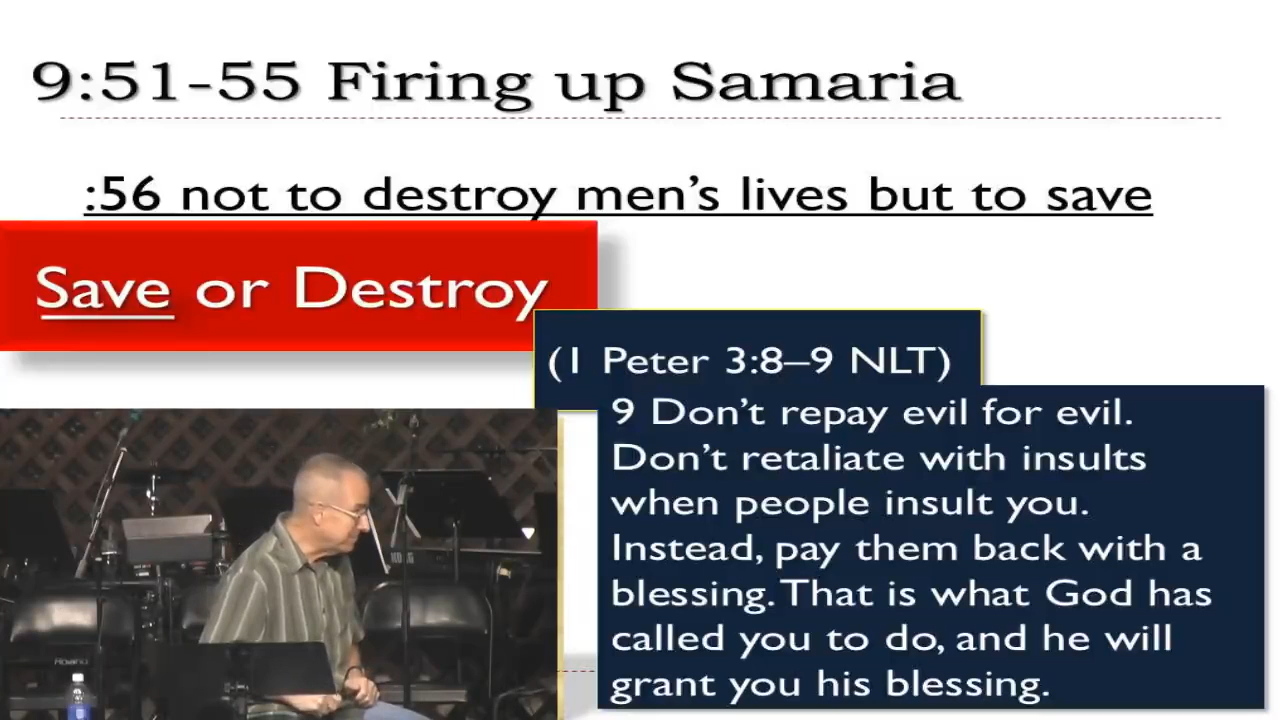 9:51-55 Firing up Samaria
:56 not to destroy men's lives but to save
Save or Destroy
(1 Peter 3:8–9 NLT)
9 Don't repay evil for evil.
Don't retaliate with insults
when people insult you.
Instead, pay them back with a
blessing. That is what God has
called you to do, and he will
grant you his blessing.
KORG
Roland